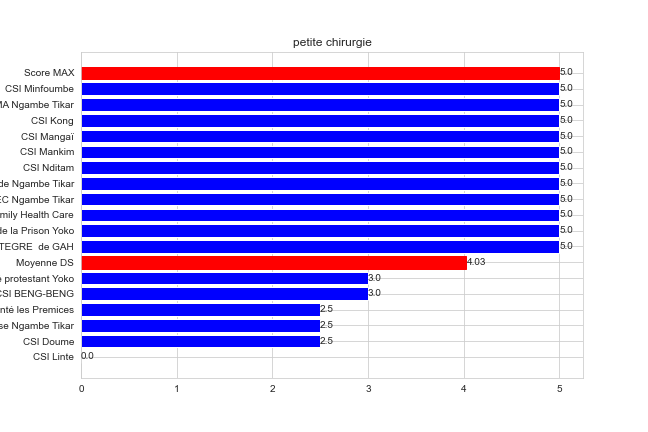 petite chirurgie
Score MAX 5.0
CSI Minfoumbe 5.0
MA Ngambe Tikar 5.0
CSI Kong 5.0
CSI Mangaï 5.0
CSI Mankim 5.0
CSI Nditam 5.0
de Ngambe Tikar 5.0
EC Ngambe Tikar 5.0
mily Health Care 5.0
de la Prison Yoko 5.0
TEGRE de GAH 5.0
Moyenne DS 4.03
protestant Yoko 3.0
CSI BENG-BENG 3.0
nté les Premices 2.5
se Ngambe Tikar 2.5
CSI Doume 2.5
CSI Linte 0.0
0 1 2 3 4 5